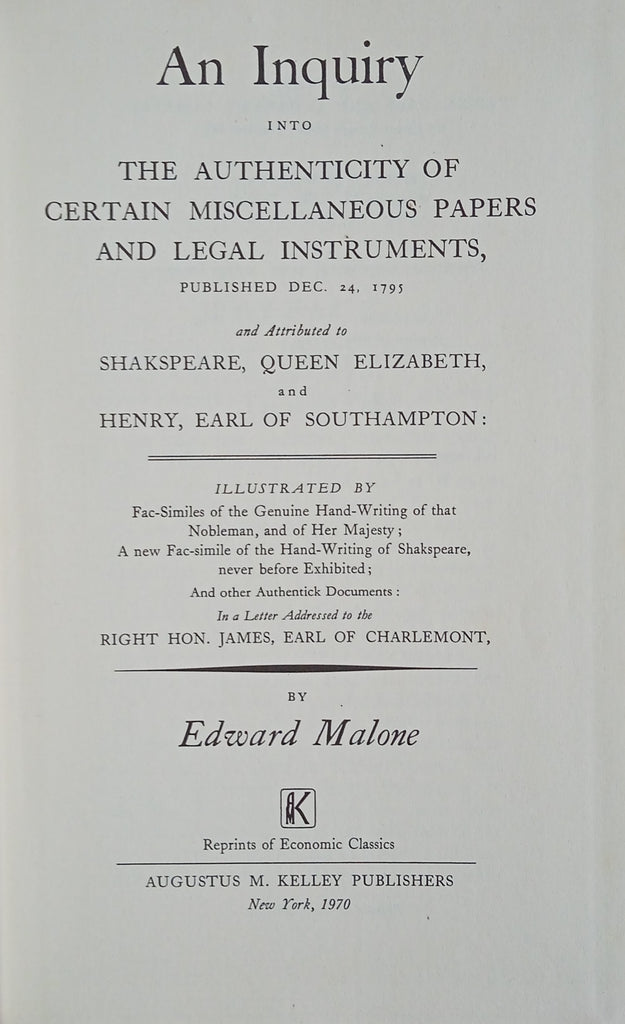 An Inquiry
INTO
THE AUTHENTICITY OF
CERTAIN MISCELLANEOUS PAPERS
AND LEGAL INSTRUMENTS,
PUBLISHED DEC. 24, 1795
and Attributed to
SHAKSPEARE, QUEEN ELIZABETH,
and
HENRY, EARL OF SOUTHAMPTON:
ILLUSTRATED BY
Fac-Similes of the Genuine Hand-Writing of that
Nobleman, and of Her Majesty;
A new Fac-simile of the Hand-Writing of Shakspeare,
never before Exhibited;
And other Authentick Documents:
In a Letter Addressed to the
RIGHT HON. JAMES, EARL OF CHARLEMONT,
BY
Edward Malone
AK
Reprints of Economic Classics
AUGUSTUS M. KELLEY PUBLISHERS
New York, 1970